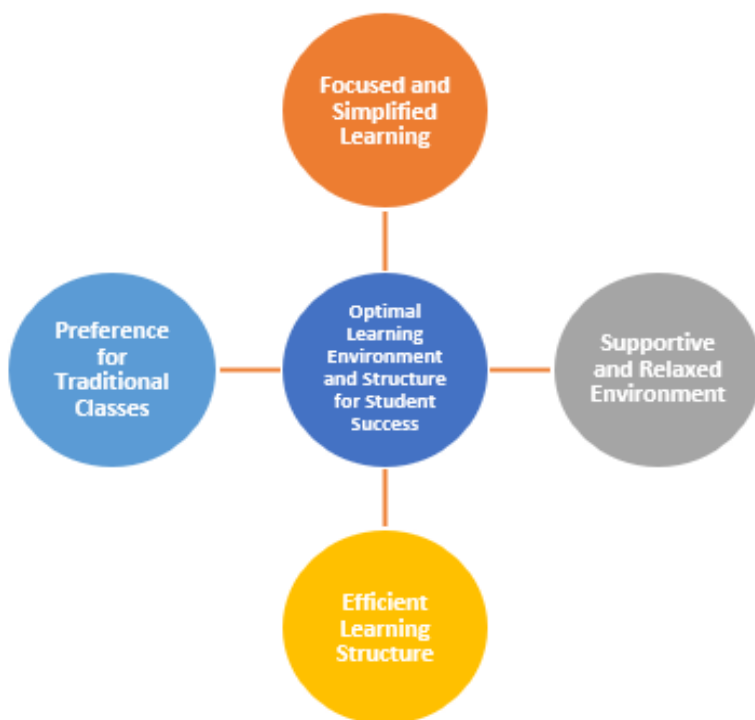 Focused and
Simplified
Learning
Preference
for
Traditional
Classes
Optimal
Learning
Environment
and Structure
for Student
Success
Supportive
and Relaxed
Environment
Efficient
Learning
Structure